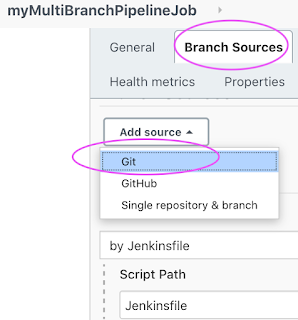 myMultiBranchPipelineJob
General Branch Sources
Health metrics Properties
Add source
Git
GitHub
Single repository & branch
by Jenkinsfile
Script Path
Jenkinsfile